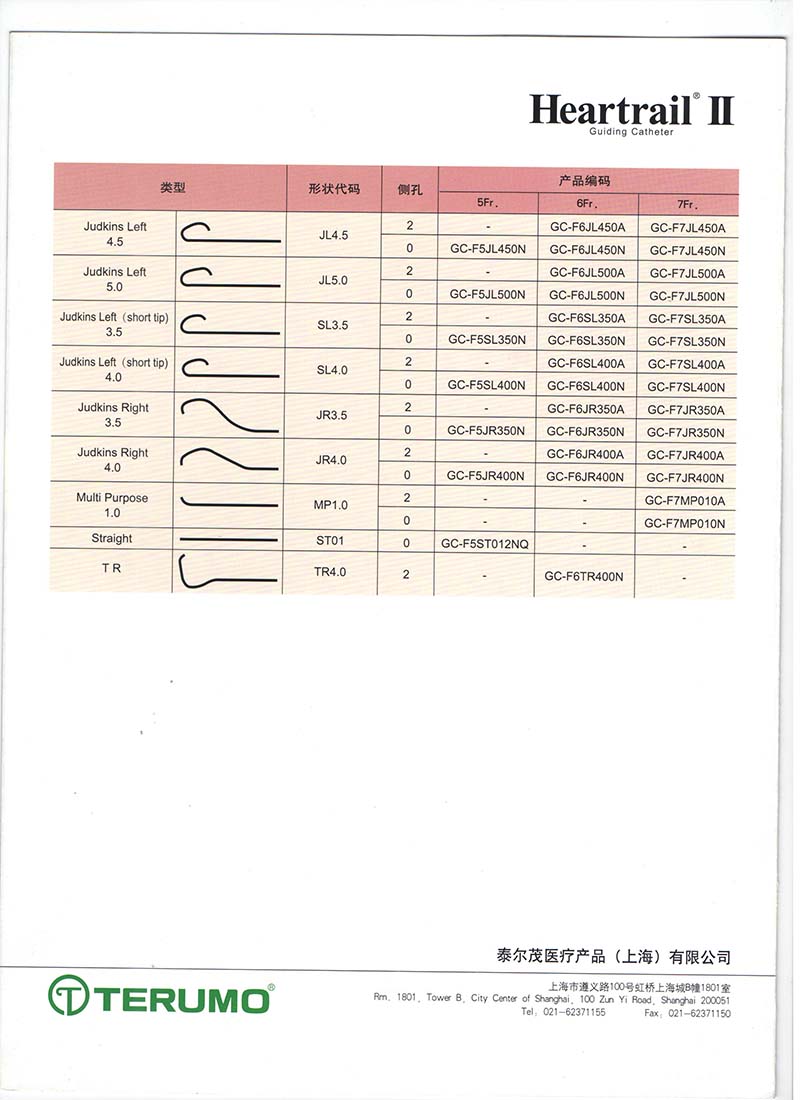 Heartrail® II
Guiding Catheter
类型 形状代码 侧孔 产品编码
5Fr. 6Fr. 7Fr.
Judkins Left 4.5 JL4.5 2 - GC-F6JL450A GC-F7JL450A
0 GC-F5JL450N GC-F6JL450N GC-F7JL450N
Judkins Left 5.0 JL5.0 2 - GC-F6JL500A GC-F7JL500A
0 GC-F5JL500N GC-F6JL500N GC-F7JL500N
Judkins Left (short tip) 3.5 SL3.5 2 - GC-F6SL350A GC-F7SL350A
0 GC-F5SL350N GC-F6SL350N GC-F7SL350N
Judkins Left (short tip) 4.0 SL4.0 2 - GC-F6SL400A GC-F7SL400A
0 GC-F5SL400N GC-F6SL400N GC-F7SL400N
Judkins Right 3.5 JR3.5 2 - GC-F6JR350A GC-F7JR350A
0 GC-F5JR350N GC-F6JR350N GC-F7JR350N
Judkins Right 4.0 JR4.0 2 - GC-F6JR400A GC-F7JR400A
0 GC-F5JR400N GC-F6JR400N GC-F7JR400N
Multi Purpose 1.0 MP1.0 2 - - GC-F7MP010A
0 - - GC-F7MP010N
Straight ST01 0 GC-F5ST012NQ - -
T R TR4.0 2 - GC-F6TR400N -
泰尔茂医疗产品（上海）有限公司
TERUMO®
上海市遵义路100号虹桥上海城B幢1801室
Rm. 1801, Tower B, City Center of Shanghai, 100 Zun Yi Road, Shanghai 200051
Tel: 021-62371155 Fax: 021-62371150